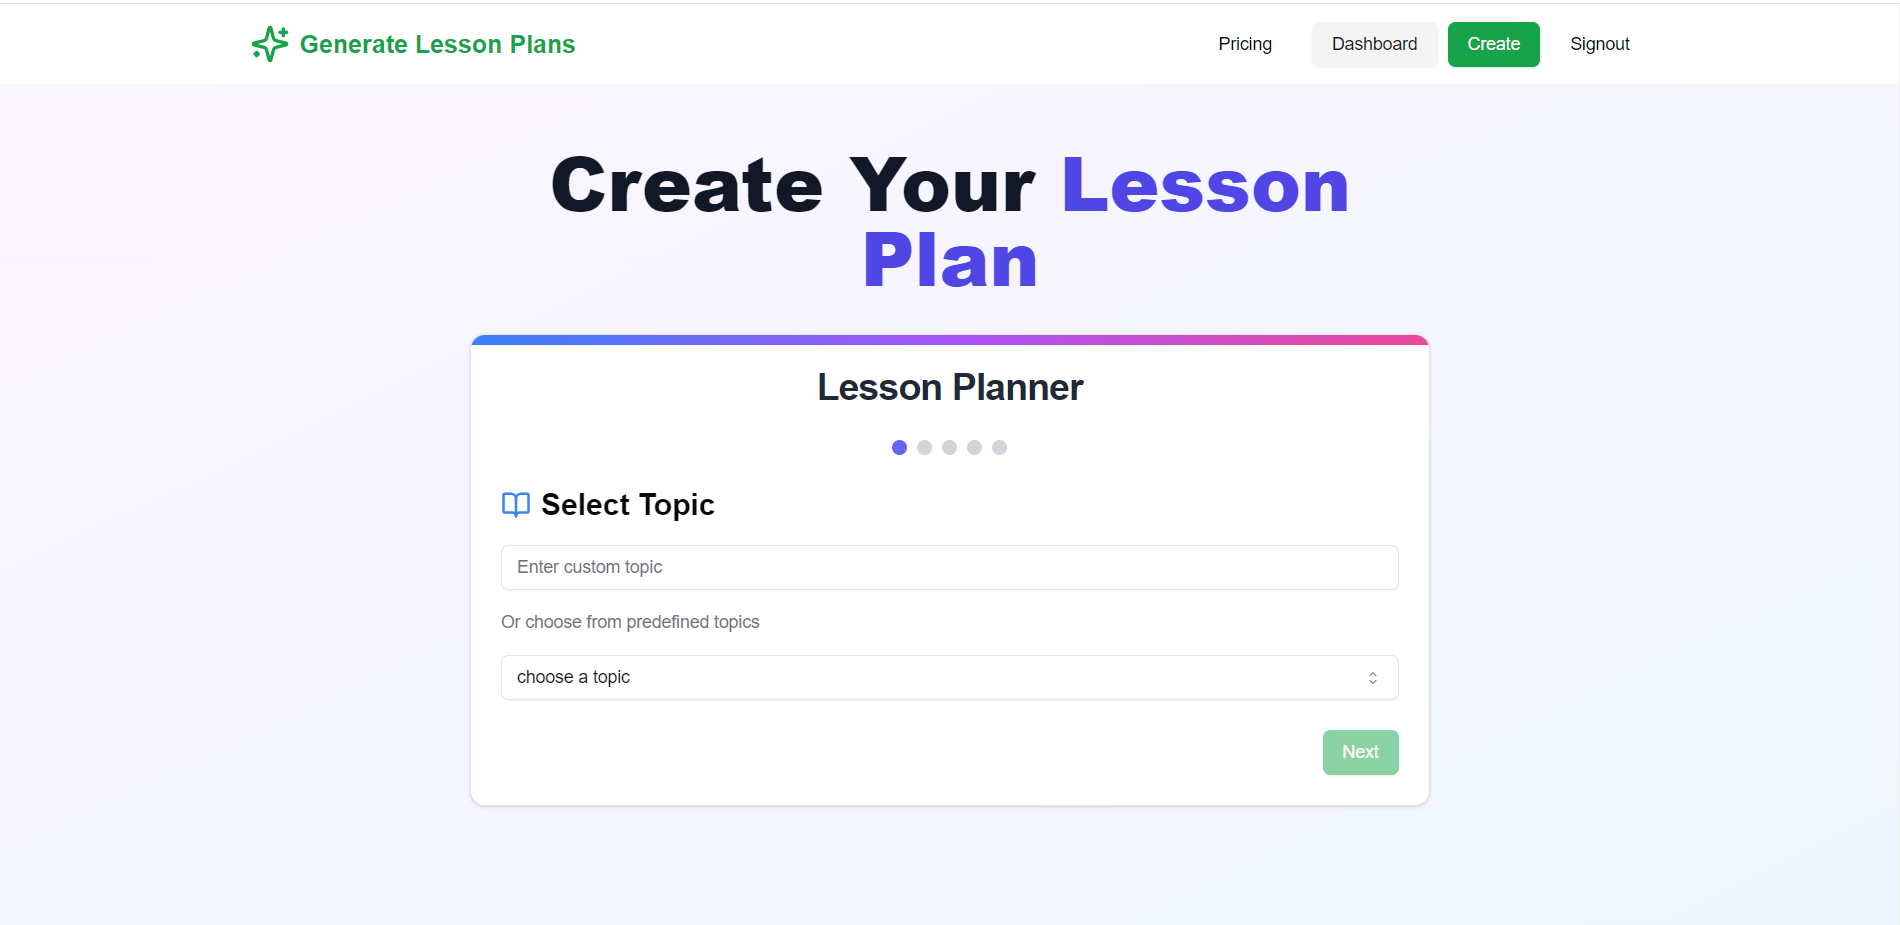 Generate Lesson Plans
Pricing
Dashboard
Create
Signout
Create Your Lesson
Plan
Lesson Planner
Select Topic
Enter custom topic
Or choose from predefined topics
choose a topic
Next